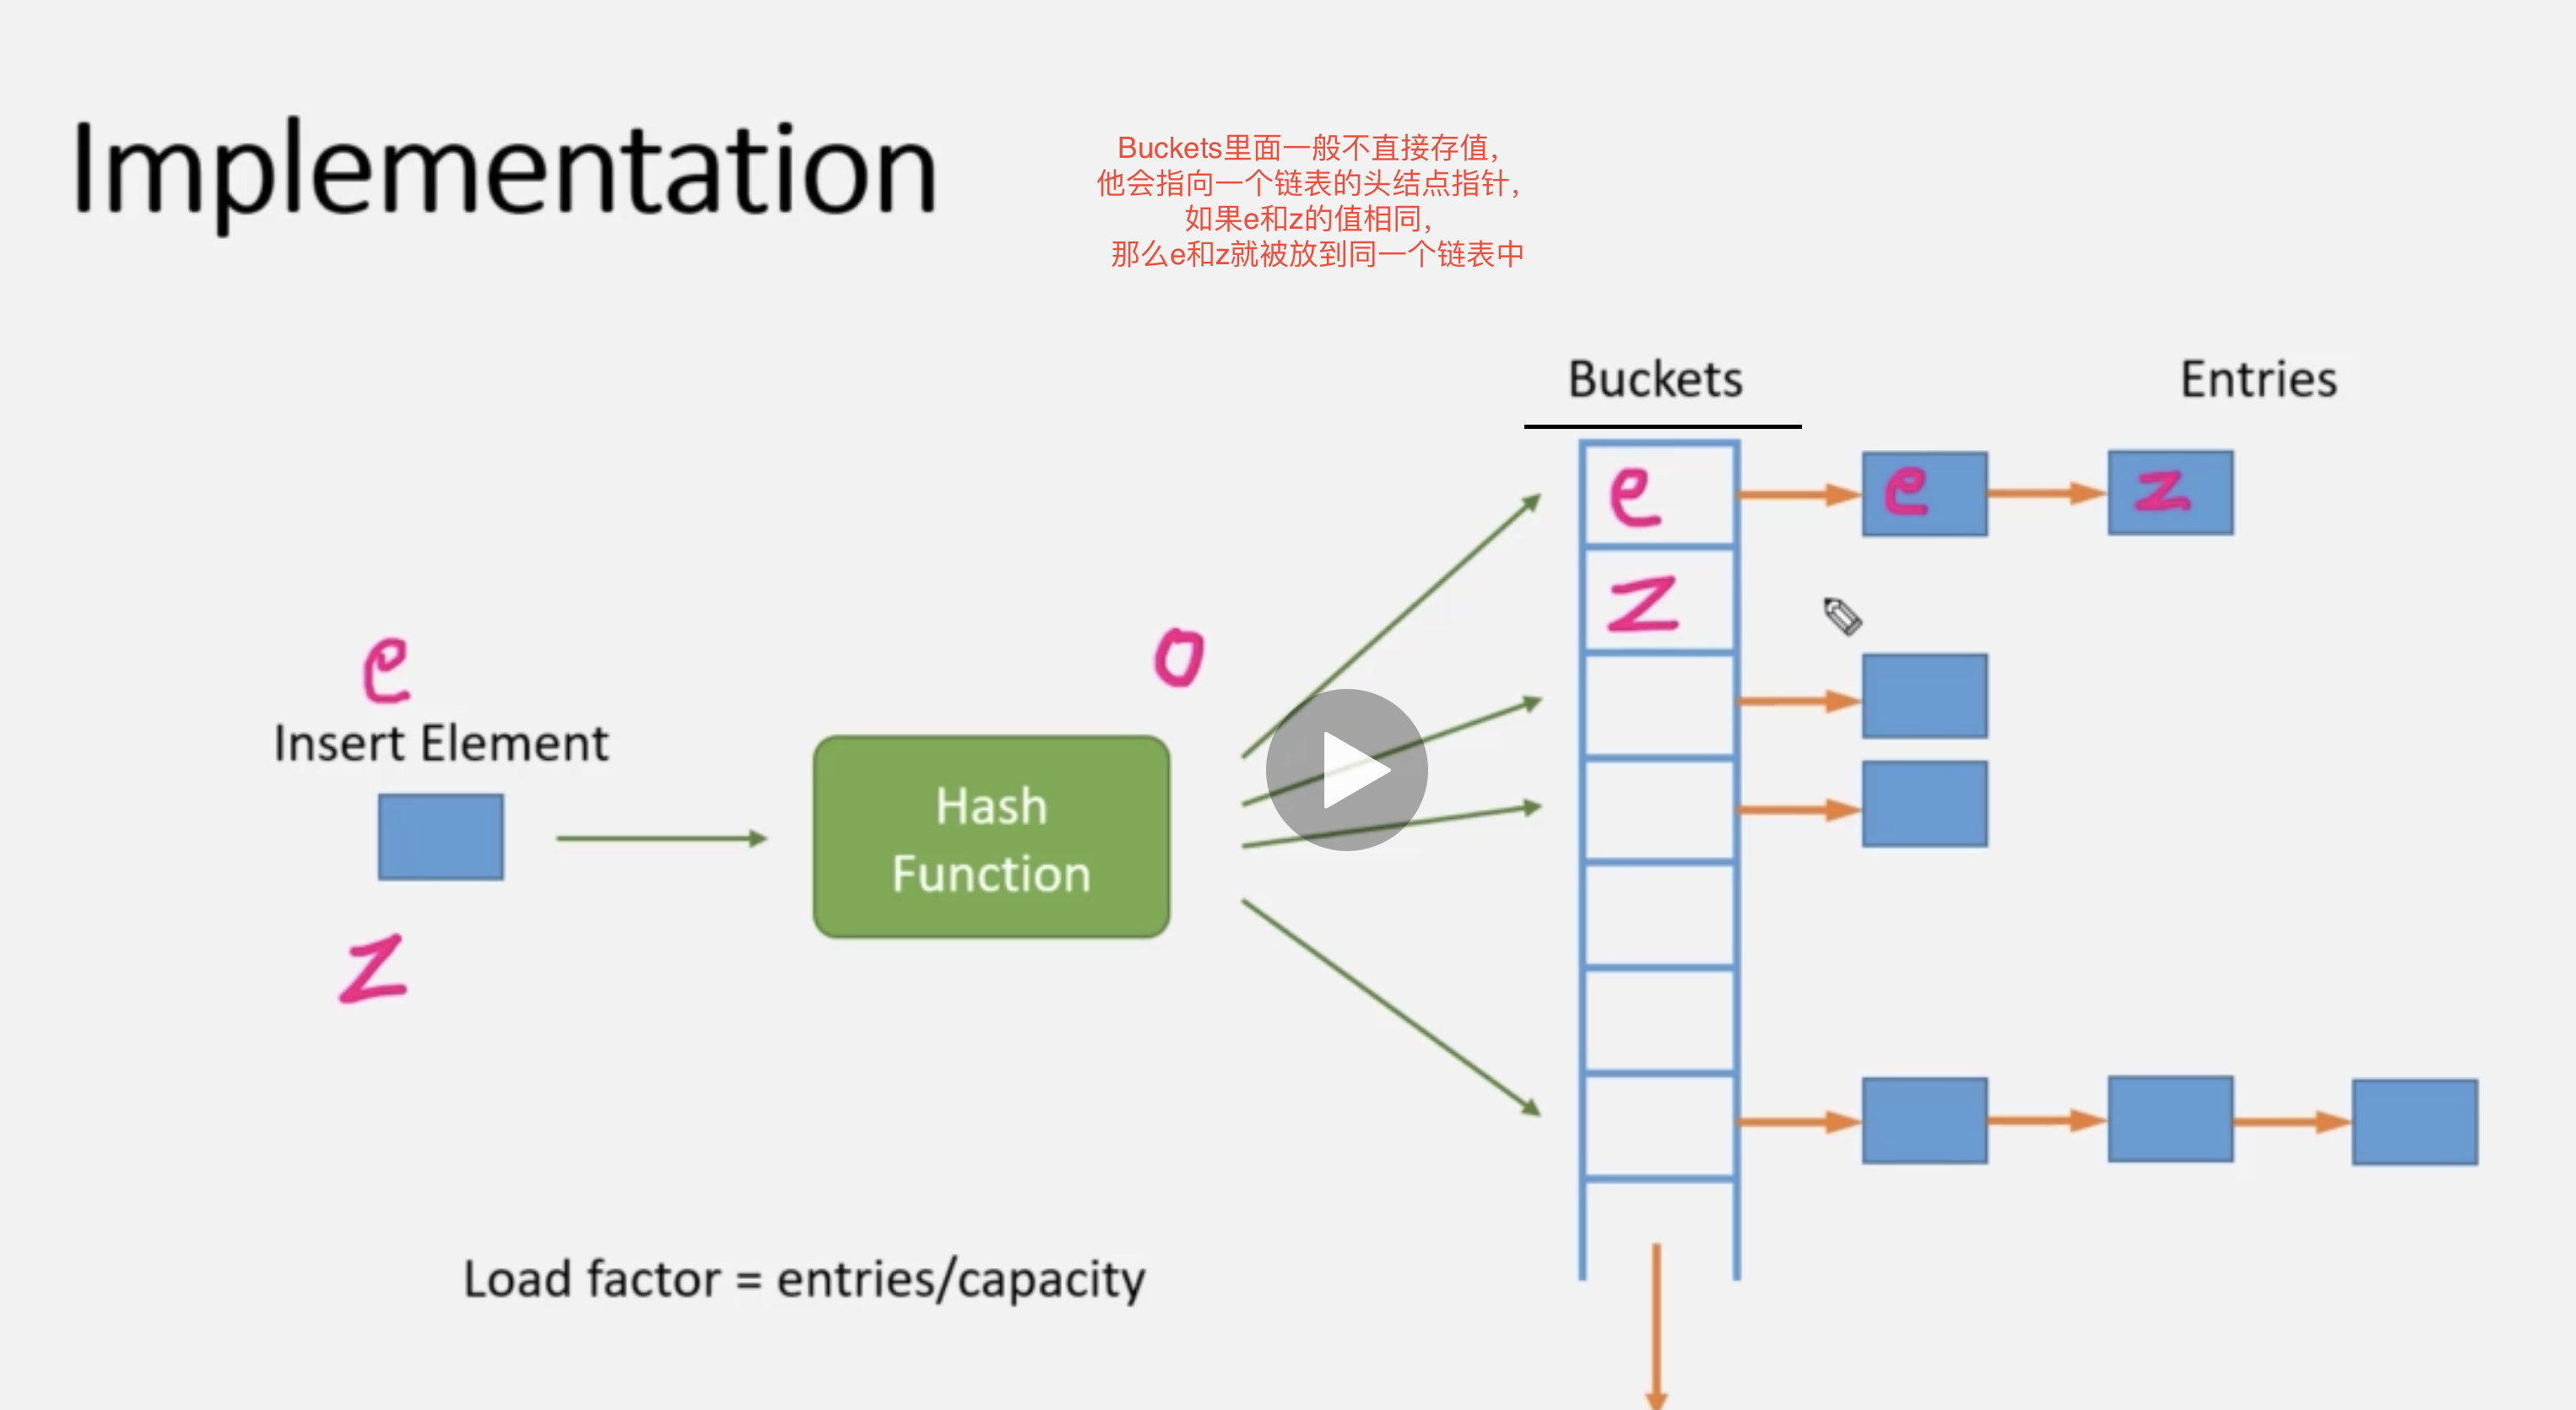 Implementation
Buckets里面一般不直接存值，
他会指向一个链表的头结点指针，
如果e和z的值相同，
那么e和z就被放到同一个链表中
Buckets
Entries
e
e
z
z
e
0
Insert Element
Hash
Function
z
Load factor = entries/capacity